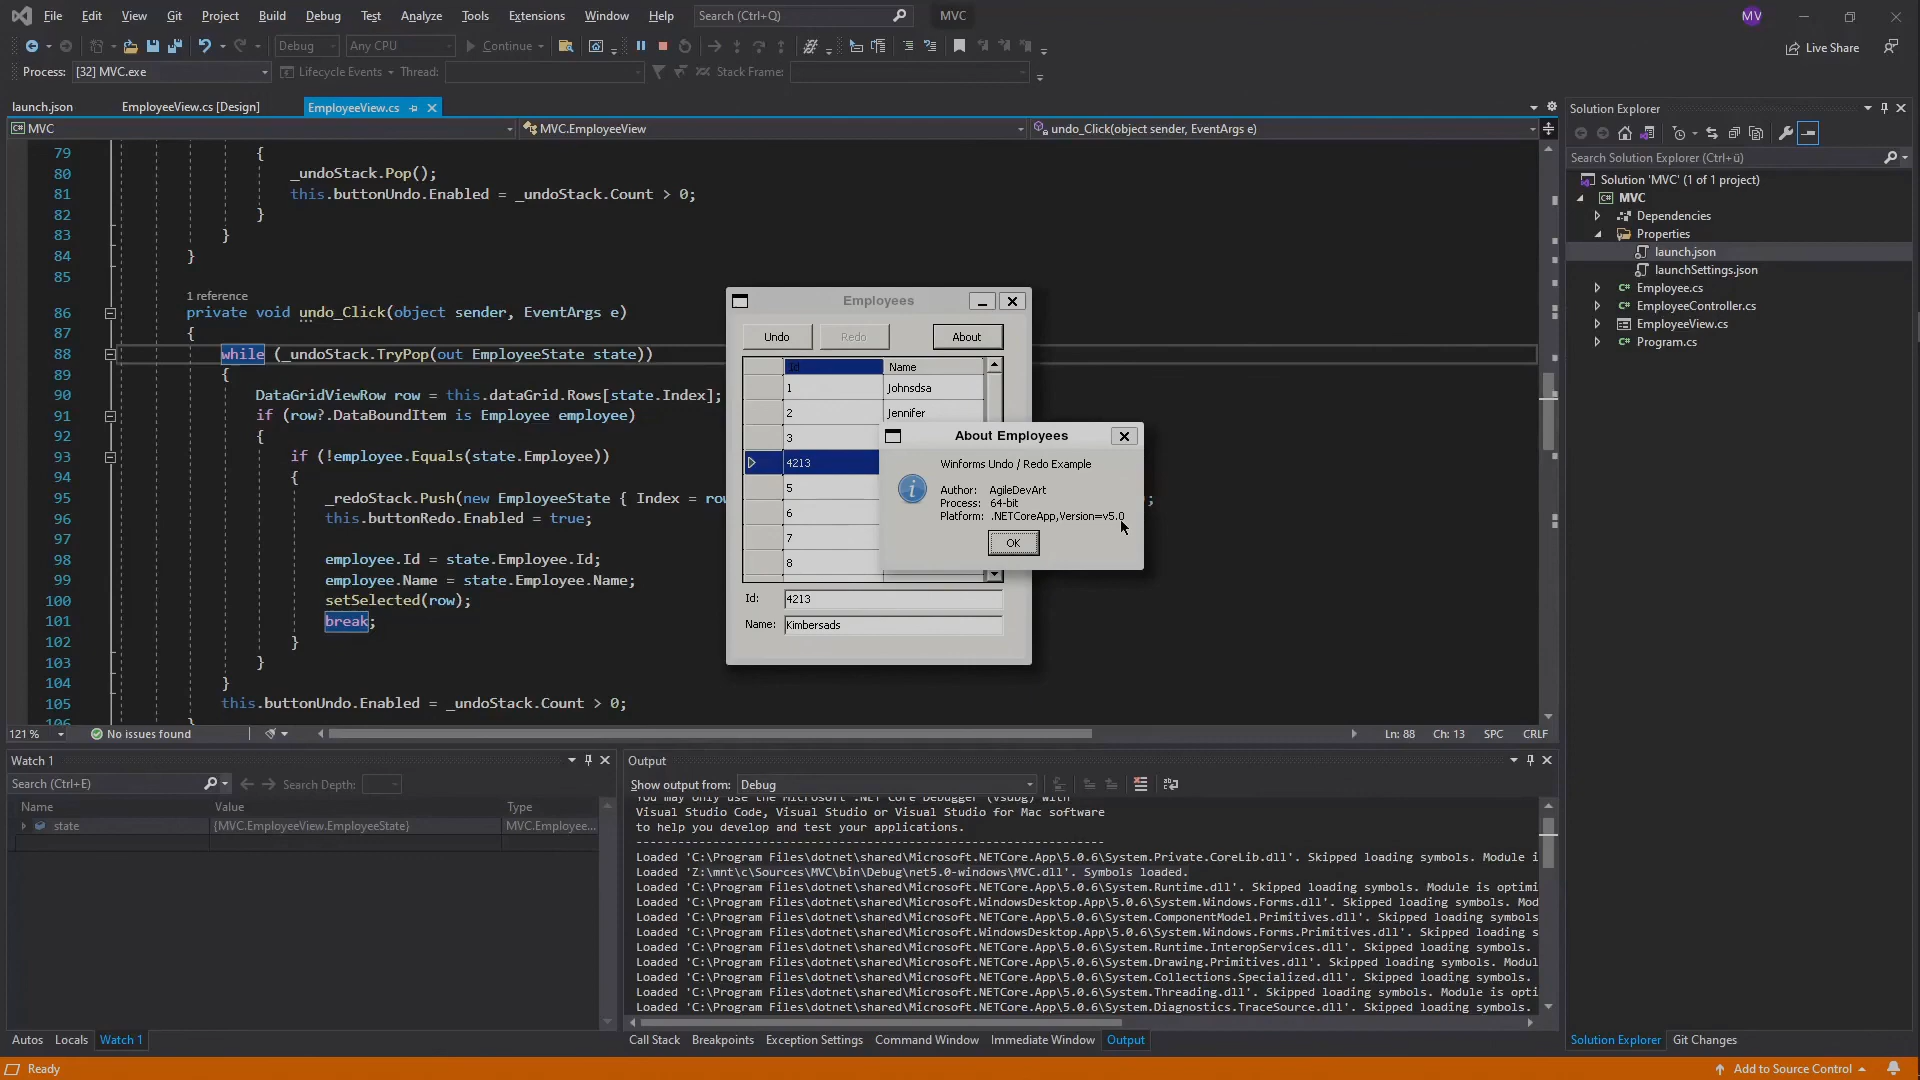 File Edit View Git Project Build Debug Test Analyze Tools Extensions Window Help Search (Ctrl+Q) MVC MV
Debug Any CPU Continue Live Share
Process: [32] MVC.exe Lifecycle Events Thread: Stack Frame:
launch.json EmployeeView.cs [Design] EmployeeView.cs
MVC MVC.EmployeeView undo_Click(object sender, EventArgs e)
79 {
80 _undoStack.Pop();
81 this.buttonUndo.Enabled = _undoStack.Count > 0;
82 }
83 }
84 }
85
1 reference
86 private void undo_Click(object sender, EventArgs e)
87 {
88 while (_undoStack.TryPop(out EmployeeState state))
89 {
90 DataGridViewRow row = this.dataGrid.Rows[state.Index];
91 if (row?.DataBoundItem is Employee employee)
92 {
93 if (!employee.Equals(state.Employee))
94 {
95 _redoStack.Push(new EmployeeState { Index = row ;
96 this.buttonRedo.Enabled = true;
97
98 employee.Id = state.Employee.Id;
99 employee.Name = state.Employee.Name;
100 setSelected(row);
101 break;
102 }
103 }
104 }
105 this.buttonUndo.Enabled = _undoStack.Count > 0;
106 }
Employees
Undo Redo About
Id Name
1 Johnsdsa
2 Jennifer
3
4213
5
6
7
8
Id: 4213
Name: Kimbersads
About Employees
Winforms Undo / Redo Example
Author: AgileDevArt
Process: 64-bit
Platform: .NETCoreApp,Version=v5.0
OK
121 % No issues found Ln: 88 Ch: 13 SPC CRLF
Solution Explorer
Search Solution Explorer (Ctrl+ü)
Solution 'MVC' (1 of 1 project)
MVC
Dependencies
Properties
launch.json
launchSettings.json
Employee.cs
EmployeeController.cs
EmployeeView.cs
Program.cs
Watch 1
Search (Ctrl+E) Search Depth:
Name Value Type
state {MVC.EmployeeView.EmployeeState} MVC.Employee...
Output
Show output from: Debug
You may only use the Microsoft .NET Core Debugger (vsdbg) with
Visual Studio Code, Visual Studio or Visual Studio for Mac software
to help you develop and test your applications.
-------------------------------------------------------------------
Loaded 'C:\Program Files\dotnet\shared\Microsoft.NETCore.App\5.0.6\System.Private.CoreLib.dll'. Skipped loading symbols. Module i
Loaded 'Z:\mnt\c\Sources\MVC\bin\Debug\net5.0-windows\MVC.dll'. Symbols loaded.
Loaded 'C:\Program Files\dotnet\shared\Microsoft.NETCore.App\5.0.6\System.Runtime.dll'. Skipped loading symbols. Module is optimi
Loaded 'C:\Program Files\dotnet\shared\Microsoft.WindowsDesktop.App\5.0.6\System.Windows.Forms.dll'. Skipped loading symbols. Mod
Loaded 'C:\Program Files\dotnet\shared\Microsoft.NETCore.App\5.0.6\System.ComponentModel.Primitives.dll'. Skipped loading symbols
Loaded 'C:\Program Files\dotnet\shared\Microsoft.WindowsDesktop.App\5.0.6\System.Windows.Forms.Primitives.dll'. Skipped loading s
Loaded 'C:\Program Files\dotnet\shared\Microsoft.NETCore.App\5.0.6\System.Runtime.InteropServices.dll'. Skipped loading symbols.
Loaded 'C:\Program Files\dotnet\shared\Microsoft.NETCore.App\5.0.6\System.Drawing.Primitives.dll'. Skipped loading symbols. Modul
Loaded 'C:\Program Files\dotnet\shared\Microsoft.NETCore.App\5.0.6\System.Collections.Specialized.dll'. Skipped loading symbols.
Loaded 'C:\Program Files\dotnet\shared\Microsoft.NETCore.App\5.0.6\System.Threading.dll'. Skipped loading symbols. Module is opti
Loaded 'C:\Program Files\dotnet\shared\Microsoft.NETCore.App\5.0.6\System.Diagnostics.TraceSource.dll'. Skipped loading symbols.
Autos Locals Watch 1 Call Stack Breakpoints Exception Settings Command Window Immediate Window Output Solution Explorer Git Changes
Ready Add to Source Control